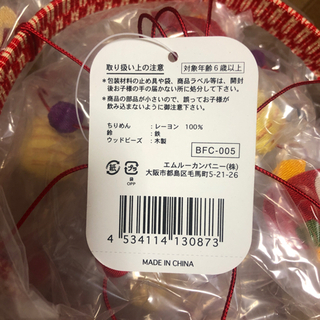 取り扱い上の注意 対象年齢6歳以上
*包装材料の止め具や袋、商品ラベル等は、開封
後お子様の手の届かない所に処分して下さい。
*商品の部品が小さいので、誤ってお子様が
飲み込まないように、ご注意下さい。
ちりめん :レーヨン 100%
鈴 :鉄
ウッドビーズ :木製
BFC-005
紙 プラ OPP
エムルーカンパニー(株)
大阪市都島区毛馬町5-21-26
4 534114 130873
MADE IN CHINA